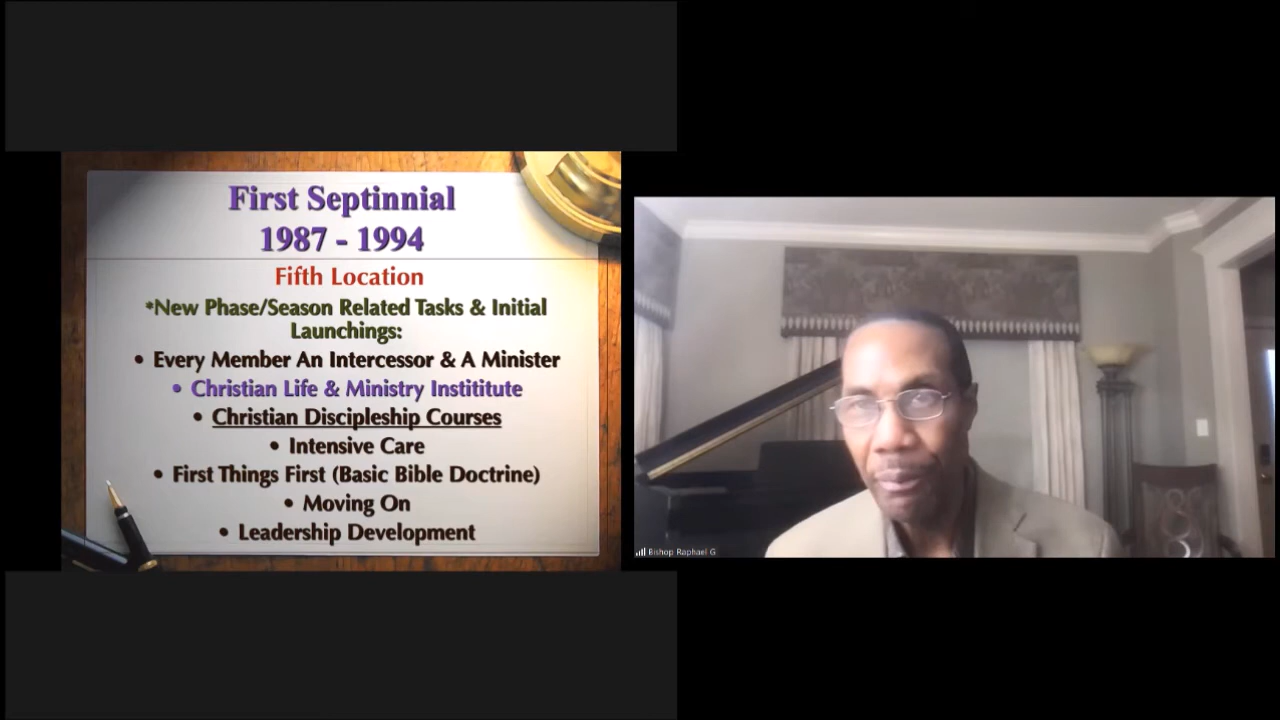 First Septinnial
1987 - 1994
Fifth Location
*New Phase/Season Related Tasks & Initial
Launchings:
• Every Member An Intercessor & A Minister
• Christian Life & Ministry Instititute
• Christian Discipleship Courses
• Intensive Care
• First Things First (Basic Bible Doctrine)
• Moving On
• Leadership Development
Bishop Raphael G